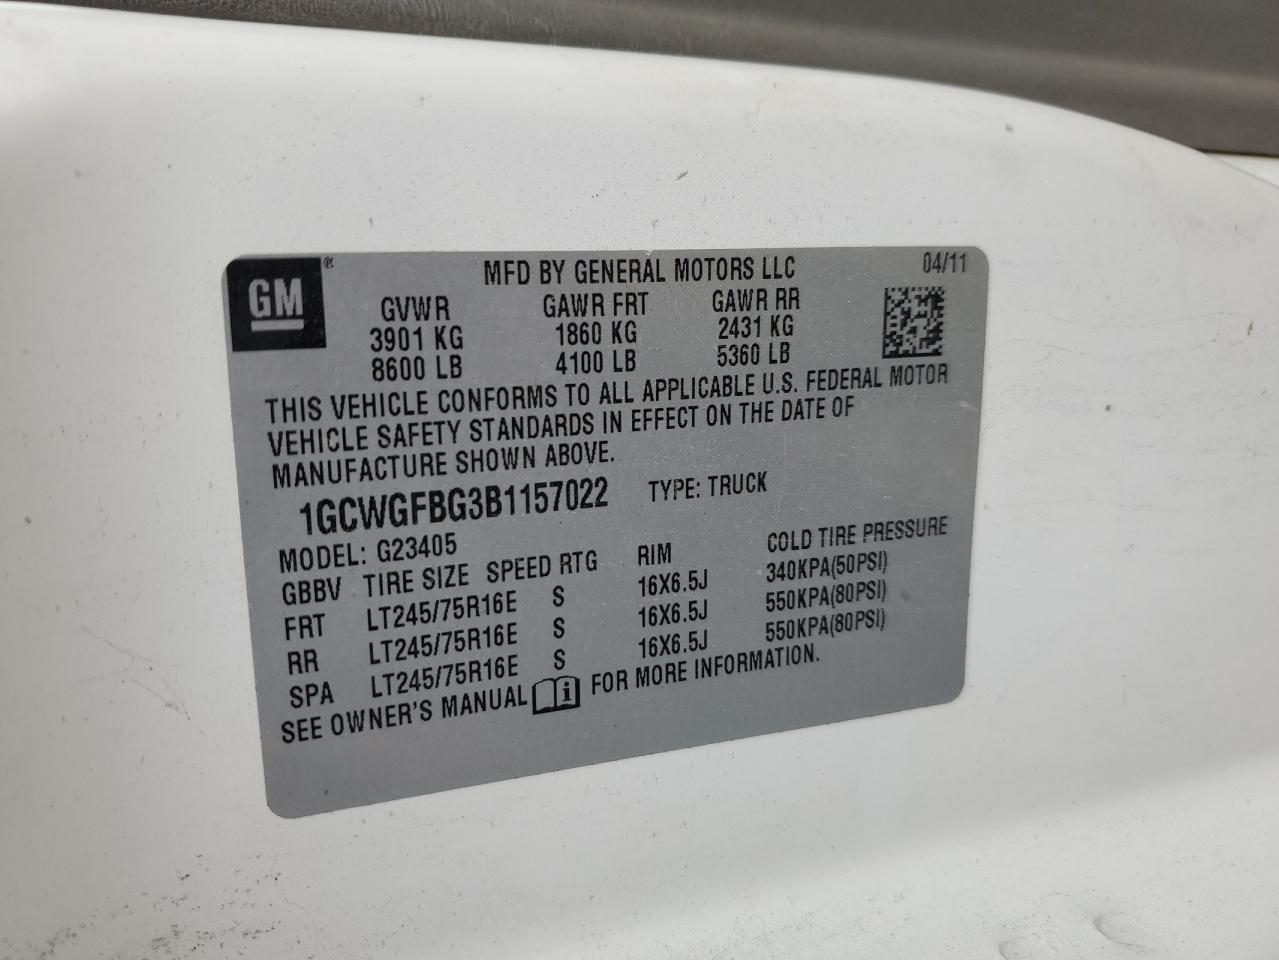 GM®
MFD BY GENERAL MOTORS LLC 04/11
GVWR GAWR FRT GAWR RR
3901 KG 1860 KG 2431 KG
8600 LB 4100 LB 5360 LB
THIS VEHICLE CONFORMS TO ALL APPLICABLE U.S. FEDERAL MOTOR
VEHICLE SAFETY STANDARDS IN EFFECT ON THE DATE OF
MANUFACTURE SHOWN ABOVE.
1GCWGFBG3B1157022 TYPE: TRUCK
MODEL: G23405
GBBV TIRE SIZE SPEED RTG RIM COLD TIRE PRESSURE
FRT LT245/75R16E S 16X6.5J 340KPA(50PSI)
RR LT245/75R16E S 16X6.5J 550KPA(80PSI)
SPA LT245/75R16E S 16X6.5J 550KPA(80PSI)
SEE OWNER'S MANUAL i FOR MORE INFORMATION.